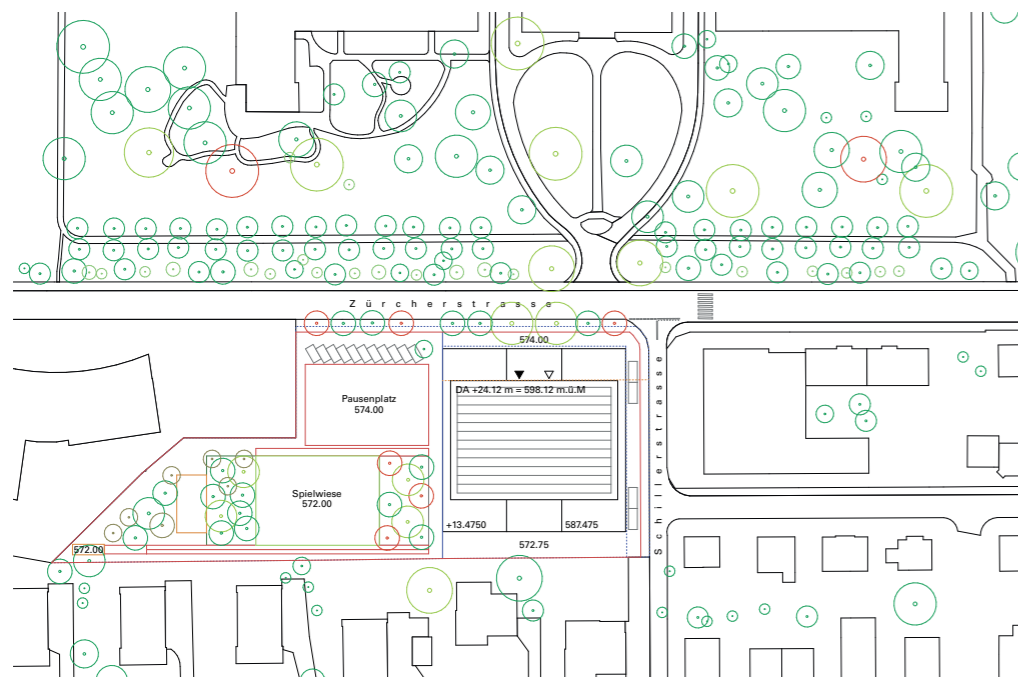 Zürcherstrasse
574.00
DA +24.12 m = 598.12 m.ü.M
Pausenplatz
574.00
Schillerstrasse
Spielwiese
572.00
+13.4750
587.475
572.75
572.00